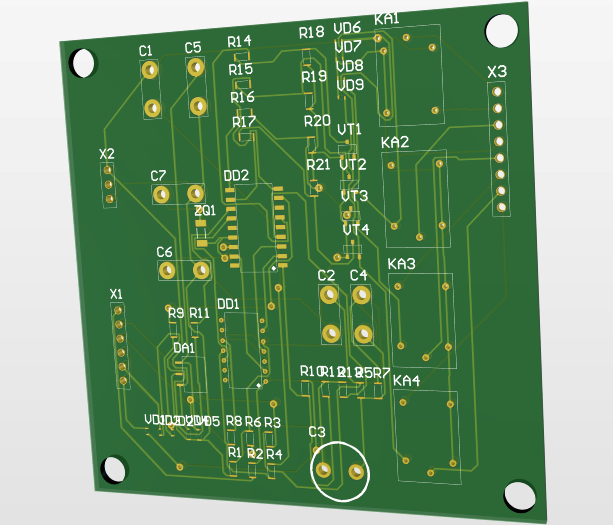 C1
C5
R14
R18
VD6
KA1
R15
VD7
R16
VD8
R19
VD9
X3
R17
R20
VT1
KA2
X2
R21
VT2
C7
DD2
VT3
ZQ1
VT4
C6
KA3
C2
C4
X1
DD1
R9
R11
DA1
R10
R5
R7
KA4
R8
R6
R3
C3
R1
R2
R4